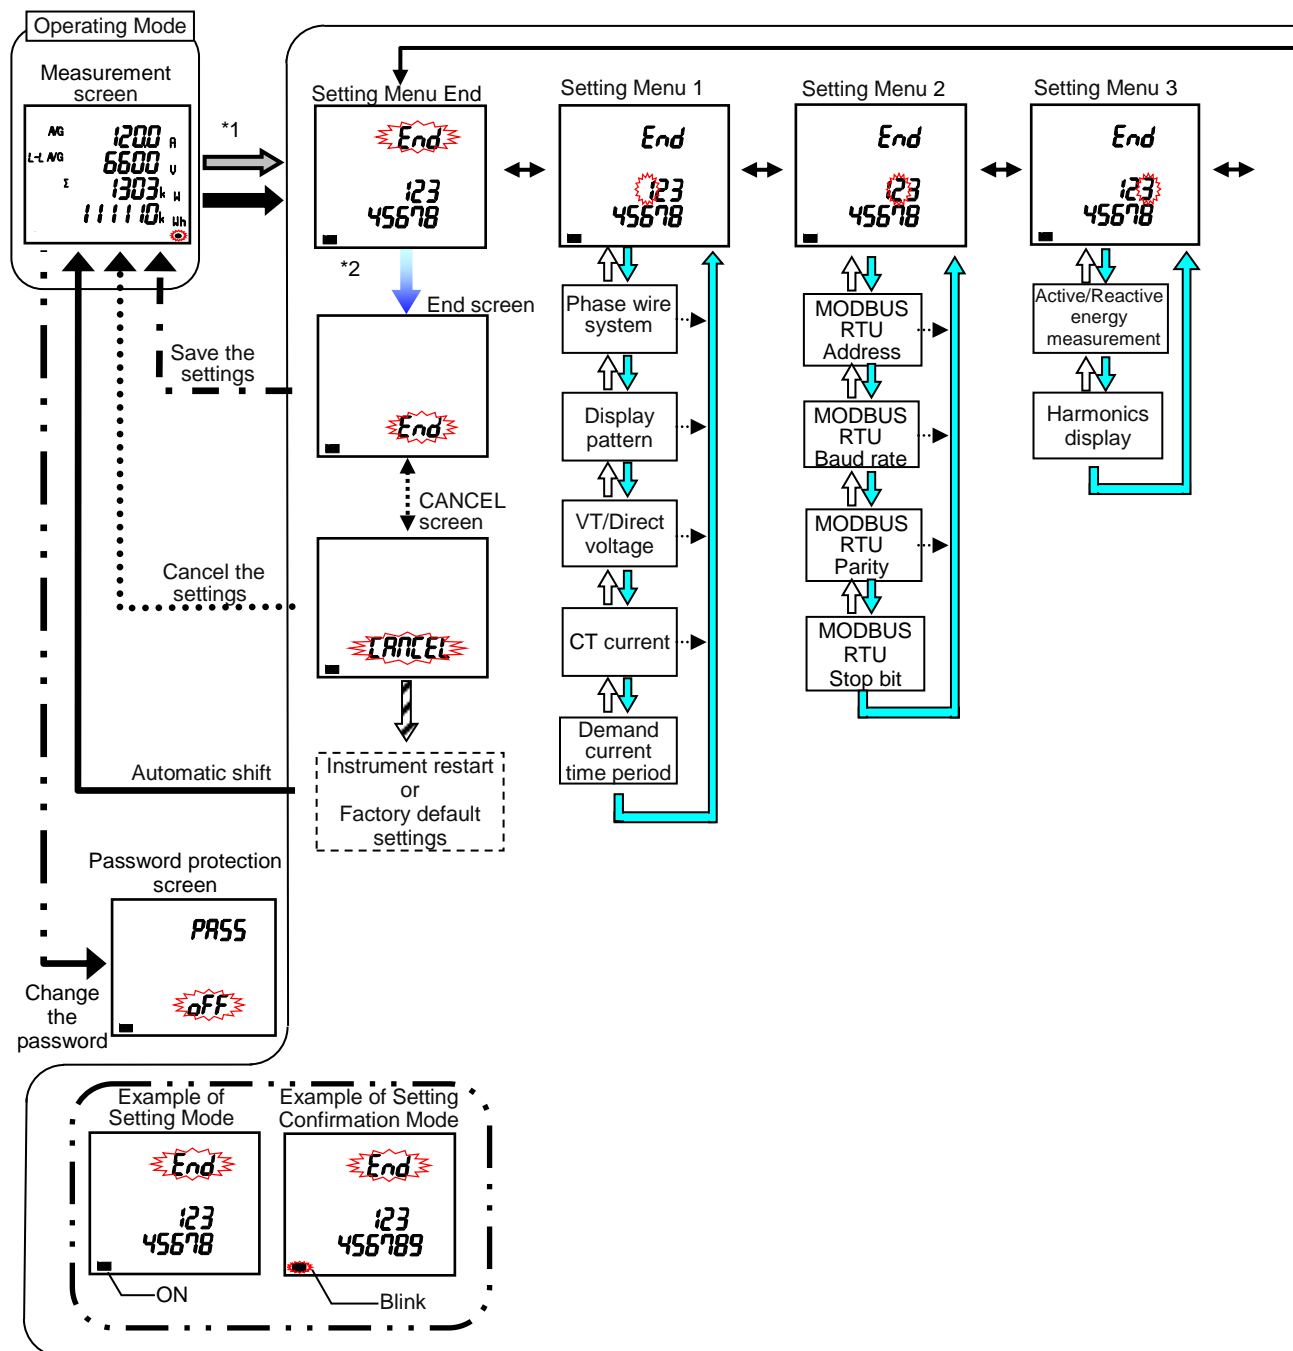 Operating Mode
Measurement
screen
AVG 120.0 A
L-L AVG 6600 V
Σ 1303 k W
111110 k Wh
*1
Setting Menu End
End
123
45678
*2
End screen
End
CANCEL
screen
CANCEL
Instrument restart
or
Factory default
settings
Save the
settings
Cancel the
settings
Automatic shift
Password protection
screen
PASS
oFF
Change
the
password
Setting Menu 1
End
123
45678
Phase wire
system
Display
pattern
VT/Direct
voltage
CT current
Demand
current
time period
Setting Menu 2
End
123
45678
MODBUS
RTU
Address
MODBUS
RTU
Baud rate
MODBUS
RTU
Parity
MODBUS
RTU
Stop bit
Setting Menu 3
End
123
45678
Active/Reactive
energy
measurement
Harmonics
display
Example of
Setting Mode
End
123
45678
ON
Example of Setting
Confirmation Mode
End
123
456789
Blink